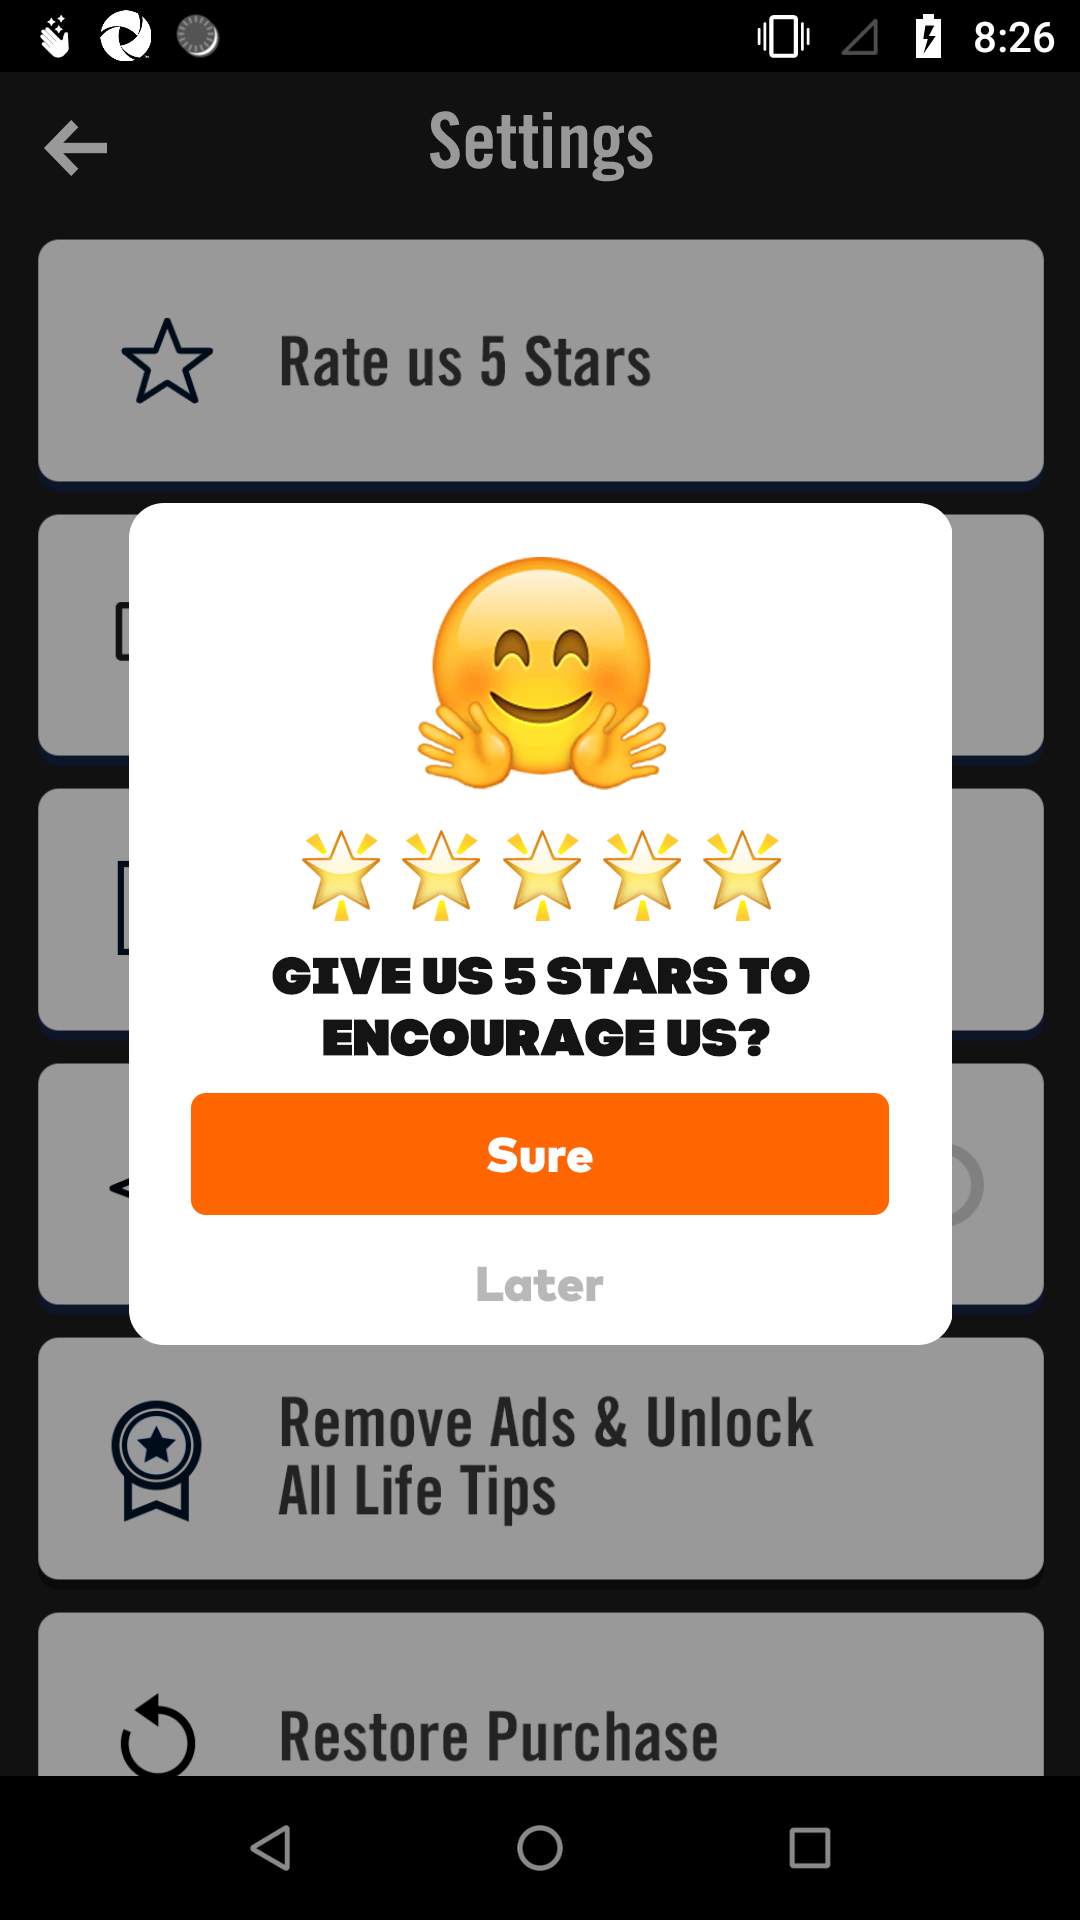 8:26
Settings
Rate us 5 Stars
GIVE US 5 STARS TO
ENCOURAGE US?
Sure
Later
Remove Ads & Unlock
All Life Tips
Restore Purchase